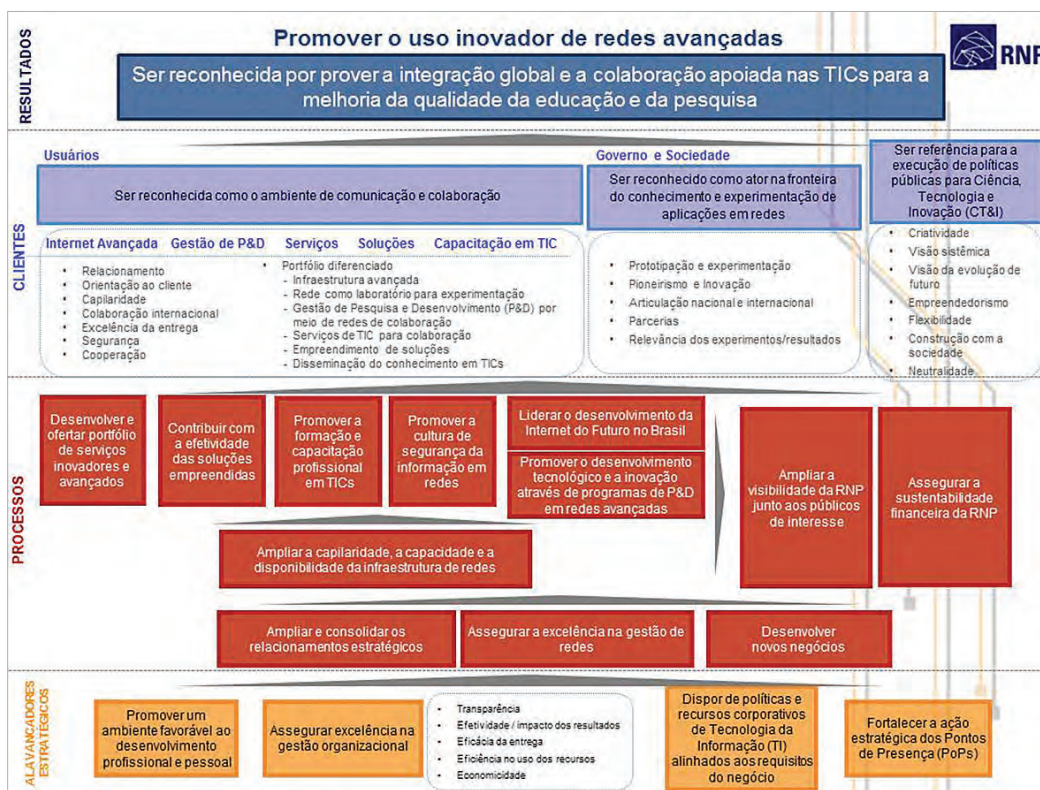 RESULTADOS
Promover o uso inovador de redes avançadas
RNP
Ser reconhecida por prover a integração global e a colaboração apoiada nas TICs para a
melhoria da qualidade da educação e da pesquisa
CLIENTES
Usuários
Ser reconhecida como o ambiente de comunicação e colaboração
Governo e Sociedade
Ser reconhecido como ator na fronteira
do conhecimento e experimentação de
aplicações em redes
Ser referência para a
execução de políticas
públicas para Ciência,
Tecnologia e
Inovação (CT&I)
Internet Avançada Gestão de P&D Serviços Soluções Capacitação em TIC
• Relacionamento
• Orientação ao cliente
• Capilaridade
• Colaboração internacional
• Excelência da entrega
• Segurança
• Cooperação
• Portfólio diferenciado
- Infraestrutura avançada
- Rede como laboratório para experimentação
- Gestão de Pesquisa e Desenvolvimento (P&D) por
meio de redes de colaboração
- Serviços de TIC para colaboração
- Empreendimento de soluções
- Disseminação do conhecimento em TICs
• Prototipação e experimentação
• Pioneirismo e Inovação
• Articulação nacional e internacional
• Parcerias
• Relevância dos experimentos/resultados
• Criatividade
• Visão sistêmica
• Visão da evolução de
futuro
• Empreendedorismo
• Flexibilidade
• Construção com a
sociedade
• Neutralidade
PROCESSOS
Desenvolver e
ofertar portfólio
de serviços
inovadores e
avançados
Contribuir com
a efetividade
das soluções
empreendidas
Promover a
formação e
capacitação
profissional
em TICs
Promover a
cultura de
segurança da
informação em
redes
Liderar o desenvolvimento da
Internet do Futuro no Brasil
Promover o desenvolvimento
tecnológico e a inovação
através de programas de P&D
em redes avançadas
Ampliar a
visibilidade da RNP
junto aos públicos
de interesse
Assegurar a
sustentabilidade
financeira da RNP
Ampliar a capilaridade, a capacidade e a
disponibilidade da infraestrutura de redes
Ampliar e consolidar os
relacionamentos estratégicos
Assegurar a excelência na gestão de
redes
Desenvolver
novos negócios
ALAVANCADORES
ESTRATÉGICOS
Promover um
ambiente favorável ao
desenvolvimento
profissional e pessoal
Assegurar excelência na
gestão organizacional
• Transparência
• Efetividade / impacto dos resultados
• Eficácia da entrega
• Eficiência no uso dos recursos
• Economicidade
Dispor de políticas e
recursos corporativos
de Tecnologia da
Informação (TI)
alinhados aos requisitos
do negócio
Fortalecer a ação
estratégica dos Pontos
de Presença (PoPs)